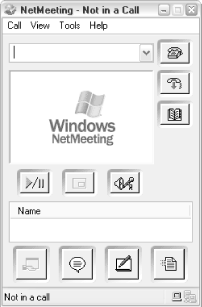 NetMeeting - Not in a Call
Call View Tools Help
Windows
NetMeeting
Name
Not in a call